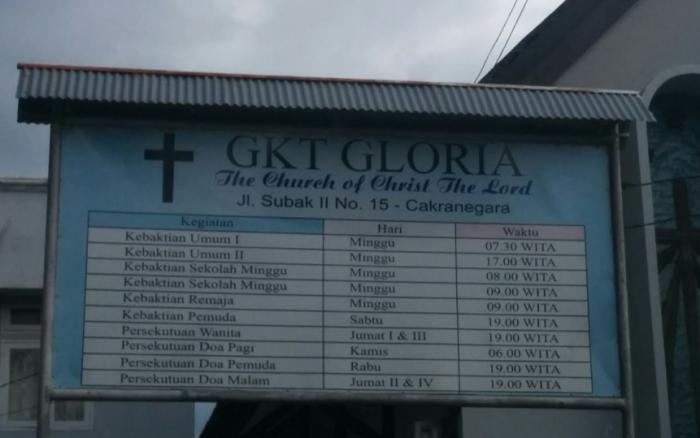 GKT GLORIA
The Church of Christ The Lord
Jl. Subak II No. 15 - Cakranegara
Kegiatan Hari Waktu
Kebaktian Umum I Minggu 07.30 WITA
Kebaktian Umum II Minggu 17.00 WITA
Kebaktian Sekolah Minggu Minggu 08.00 WITA
Kebaktian Sekolah Minggu Minggu 09.00 WITA
Kebaktian Remaja Minggu 09.00 WITA
Kebaktian Pemuda Sabtu 19.00 WITA
Persekutuan Wanita Jumat I & III 19.00 WITA
Persekutuan Doa Pagi Kamis 06.00 WITA
Persekutuan Doa Pemuda Rabu 19.00 WITA
Persekutuan Doa Malam Jumat II & IV 19.00 WITA